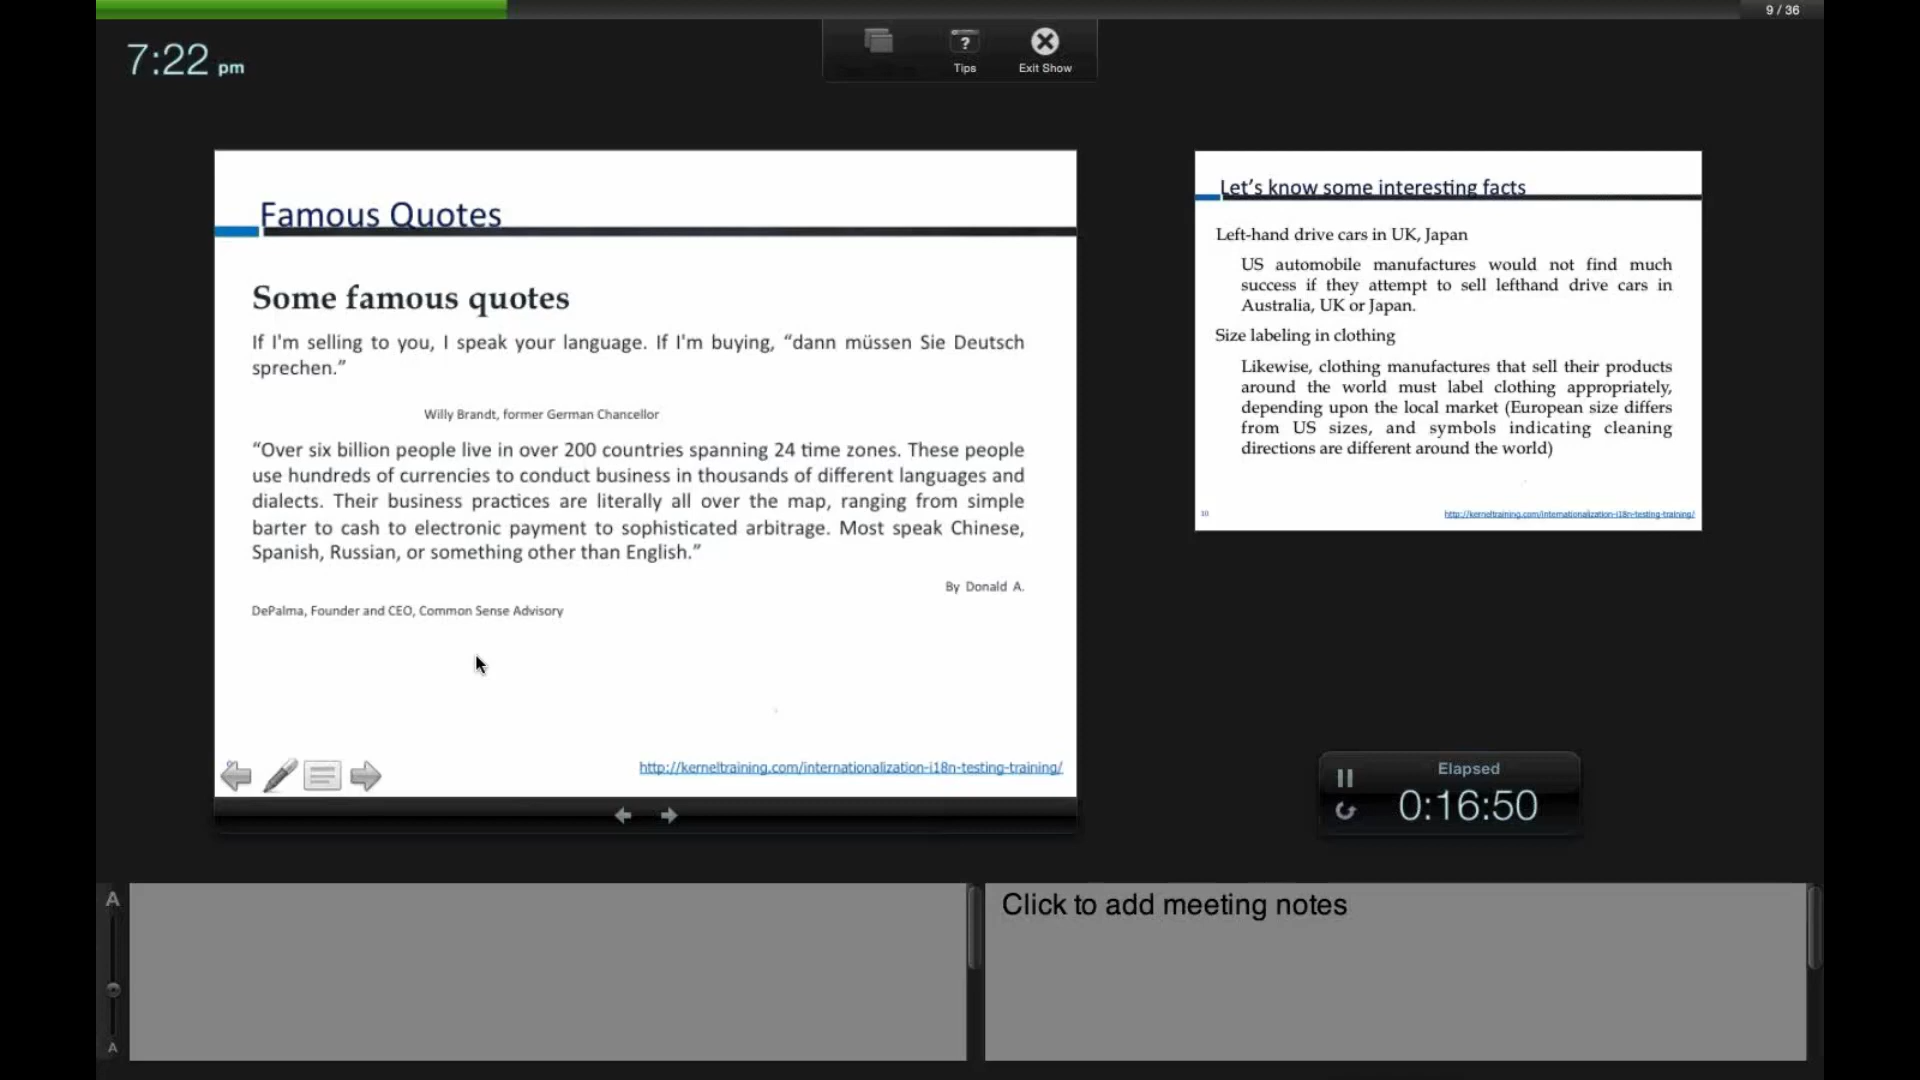 9 / 36
7:22 pm
Tips
Exit Show
Famous Quotes
Some famous quotes
If I'm selling to you, I speak your language. If I'm buying, “dann müssen Sie Deutsch
sprechen.”
Willy Brandt, former German Chancellor
“Over six billion people live in over 200 countries spanning 24 time zones. These people
use hundreds of currencies to conduct business in thousands of different languages and
dialects. Their business practices are literally all over the map, ranging from simple
barter to cash to electronic payment to sophisticated arbitrage. Most speak Chinese,
Spanish, Russian, or something other than English.”
By Donald A.
DePalma, Founder and CEO, Common Sense Advisory
http://kerneltraining.com/internationalization-i18n-testing-training/
Let’s know some interesting facts
Left-hand drive cars in UK, Japan
US automobile manufactures would not find much
success if they attempt to sell lefthand drive cars in
Australia, UK or Japan.
Size labeling in clothing
Likewise, clothing manufactures that sell their products
around the world must label clothing appropriately,
depending upon the local market (European size differs
from US sizes, and symbols indicating cleaning
directions are different around the world)
10
http://kerneltraining.com/internationalization-i18n-testing-training/
Elapsed
0:16:50
A
A
Click to add meeting notes